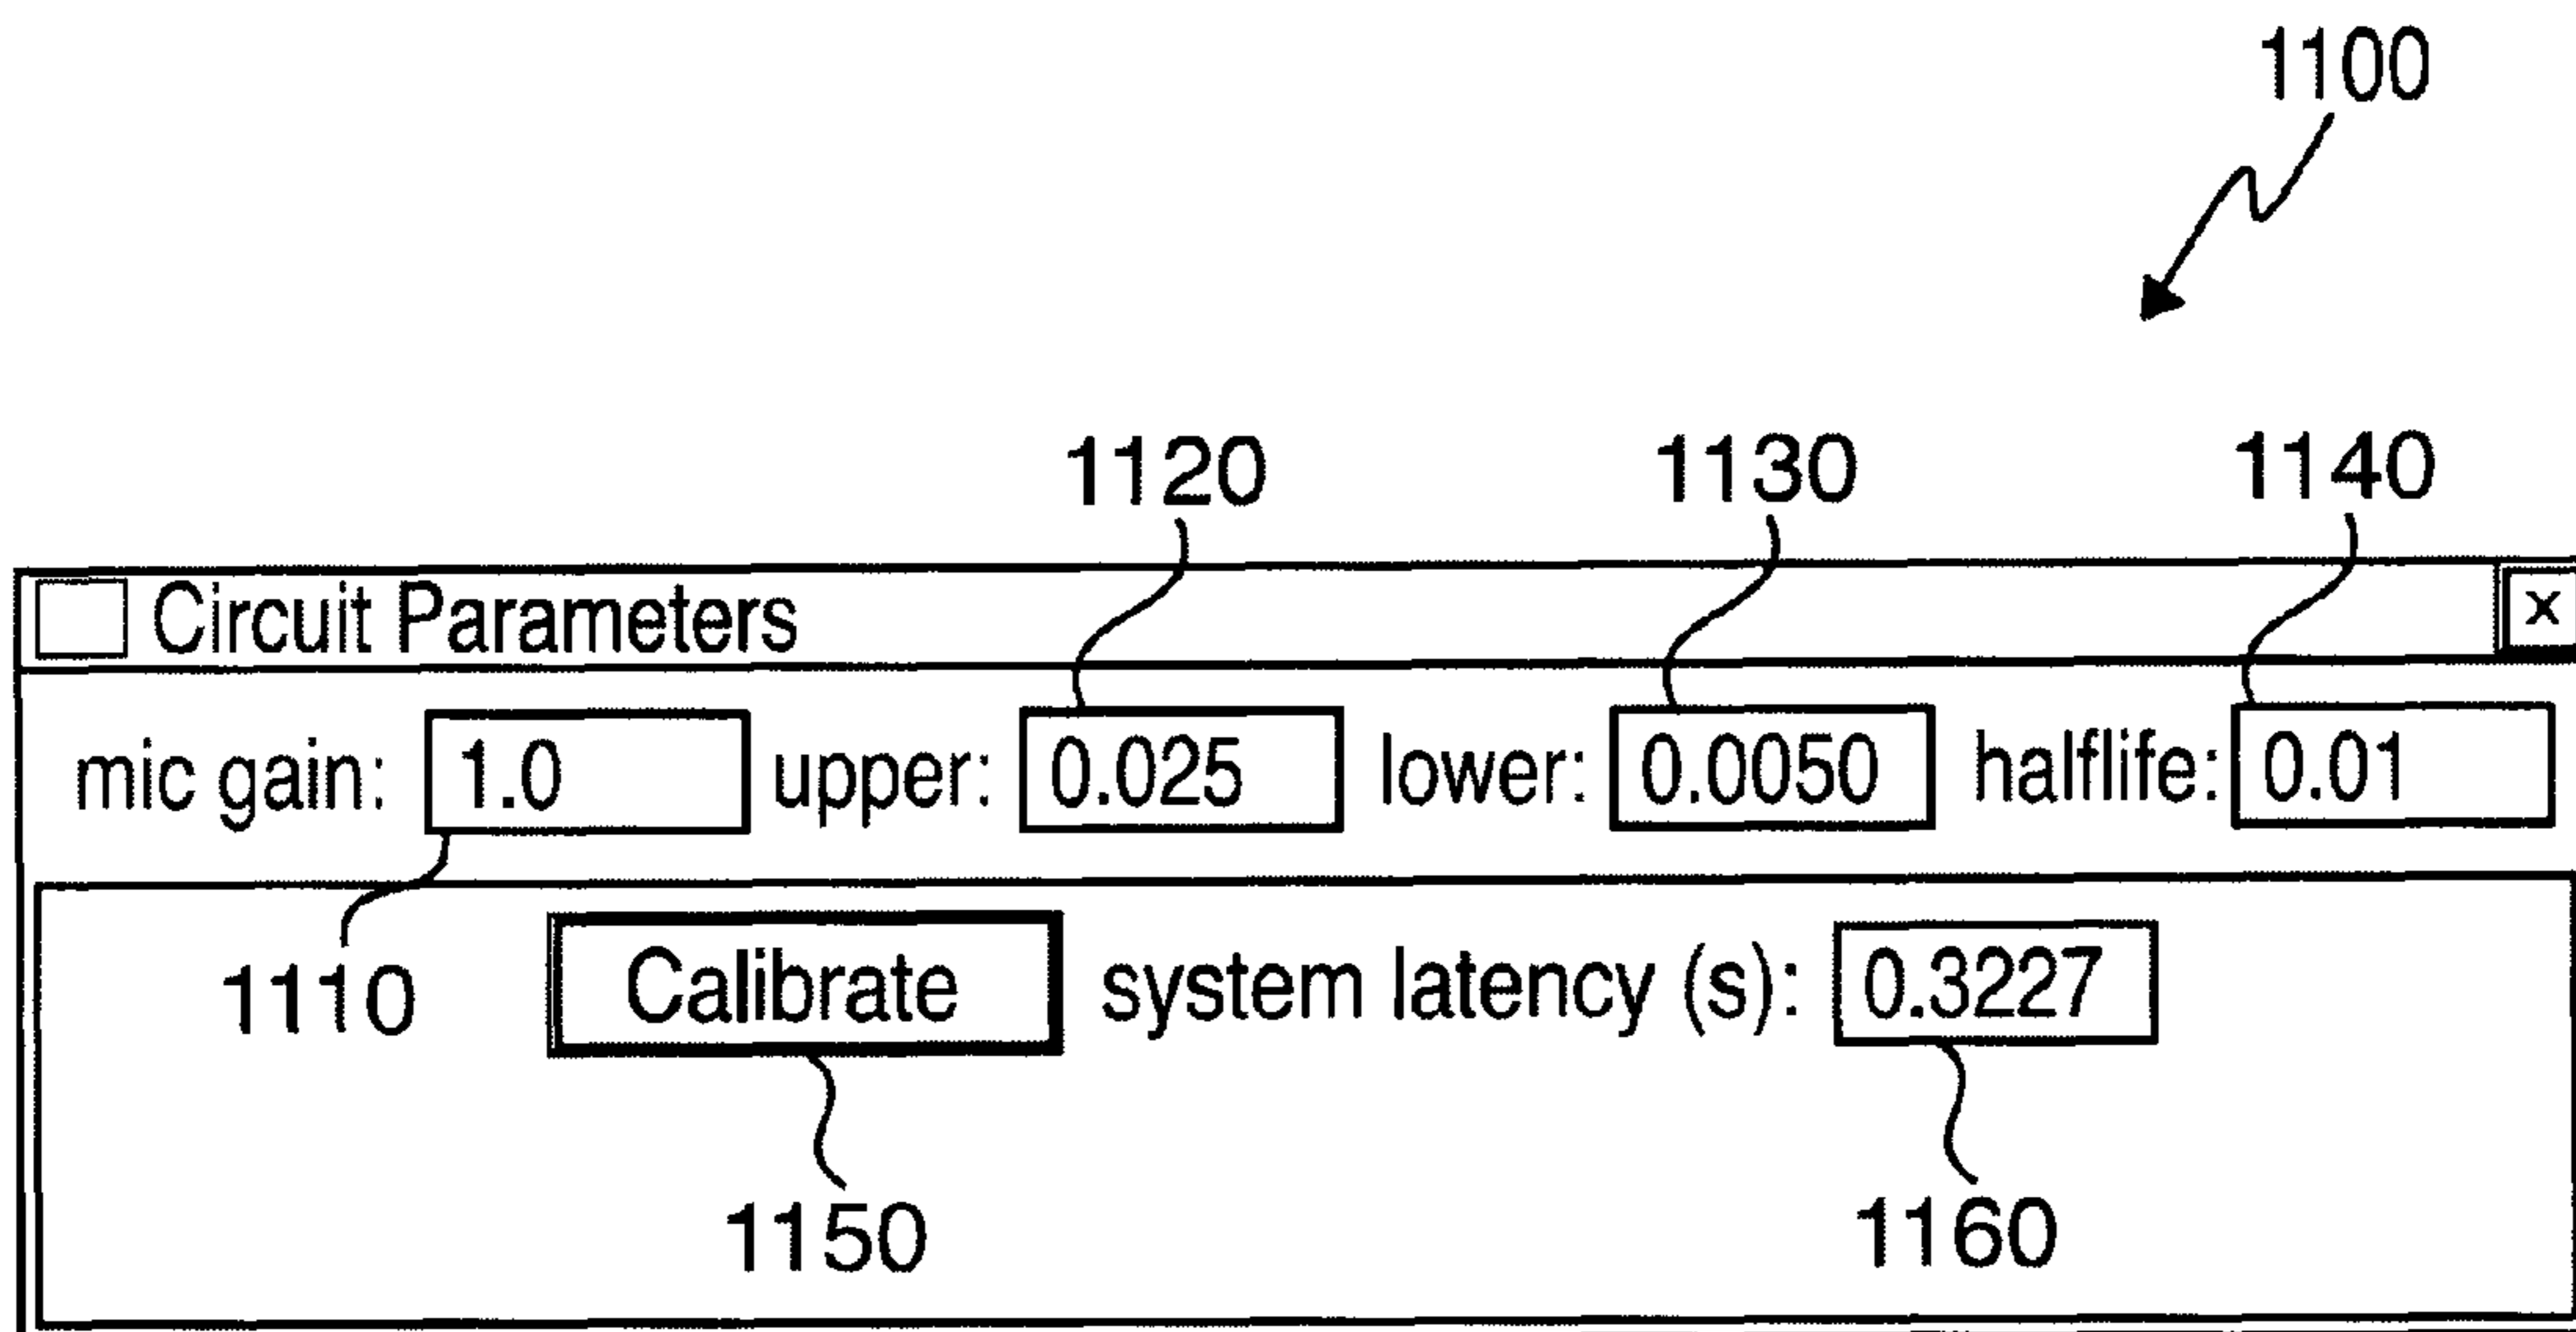 1100
1120 1130 1140
Circuit Parameters x
mic gain: 1.0 upper: 0.025 lower: 0.0050 halflife: 0.01
1110 Calibrate system latency (s): 0.3227
1150 1160